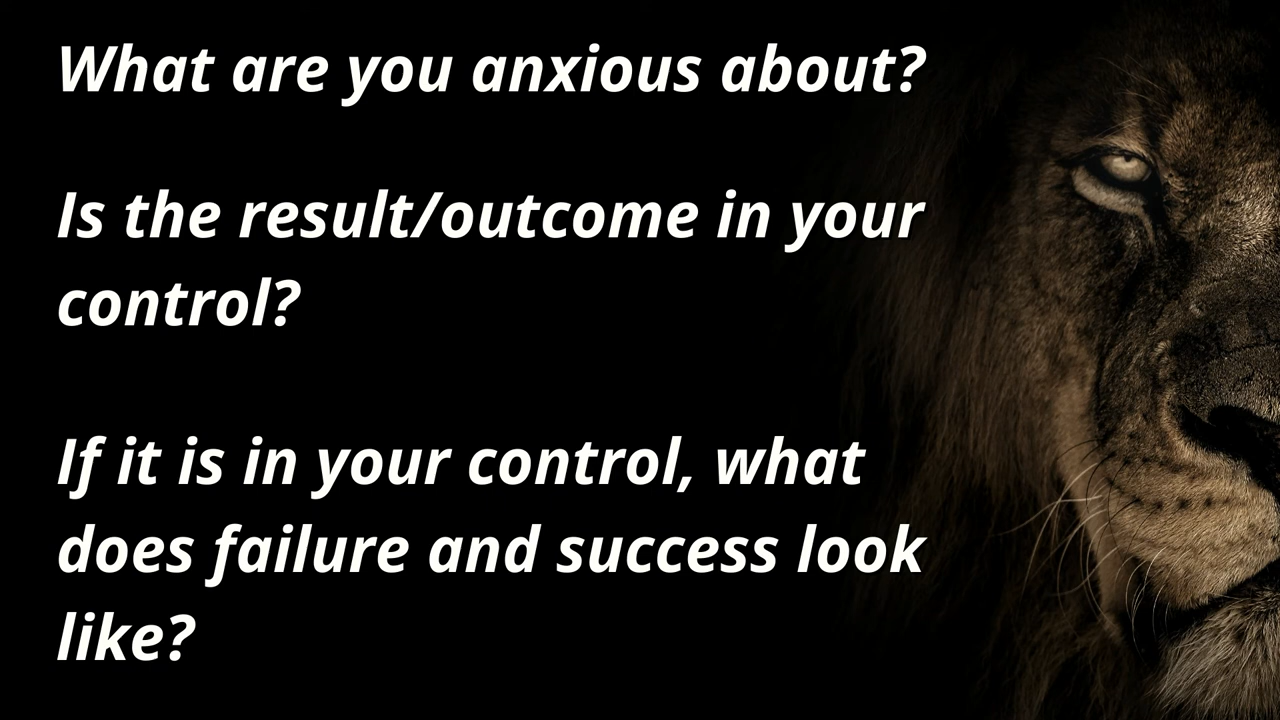 What are you anxious about?
Is the result/outcome in your
control?
If it is in your control, what
does failure and success look
like?